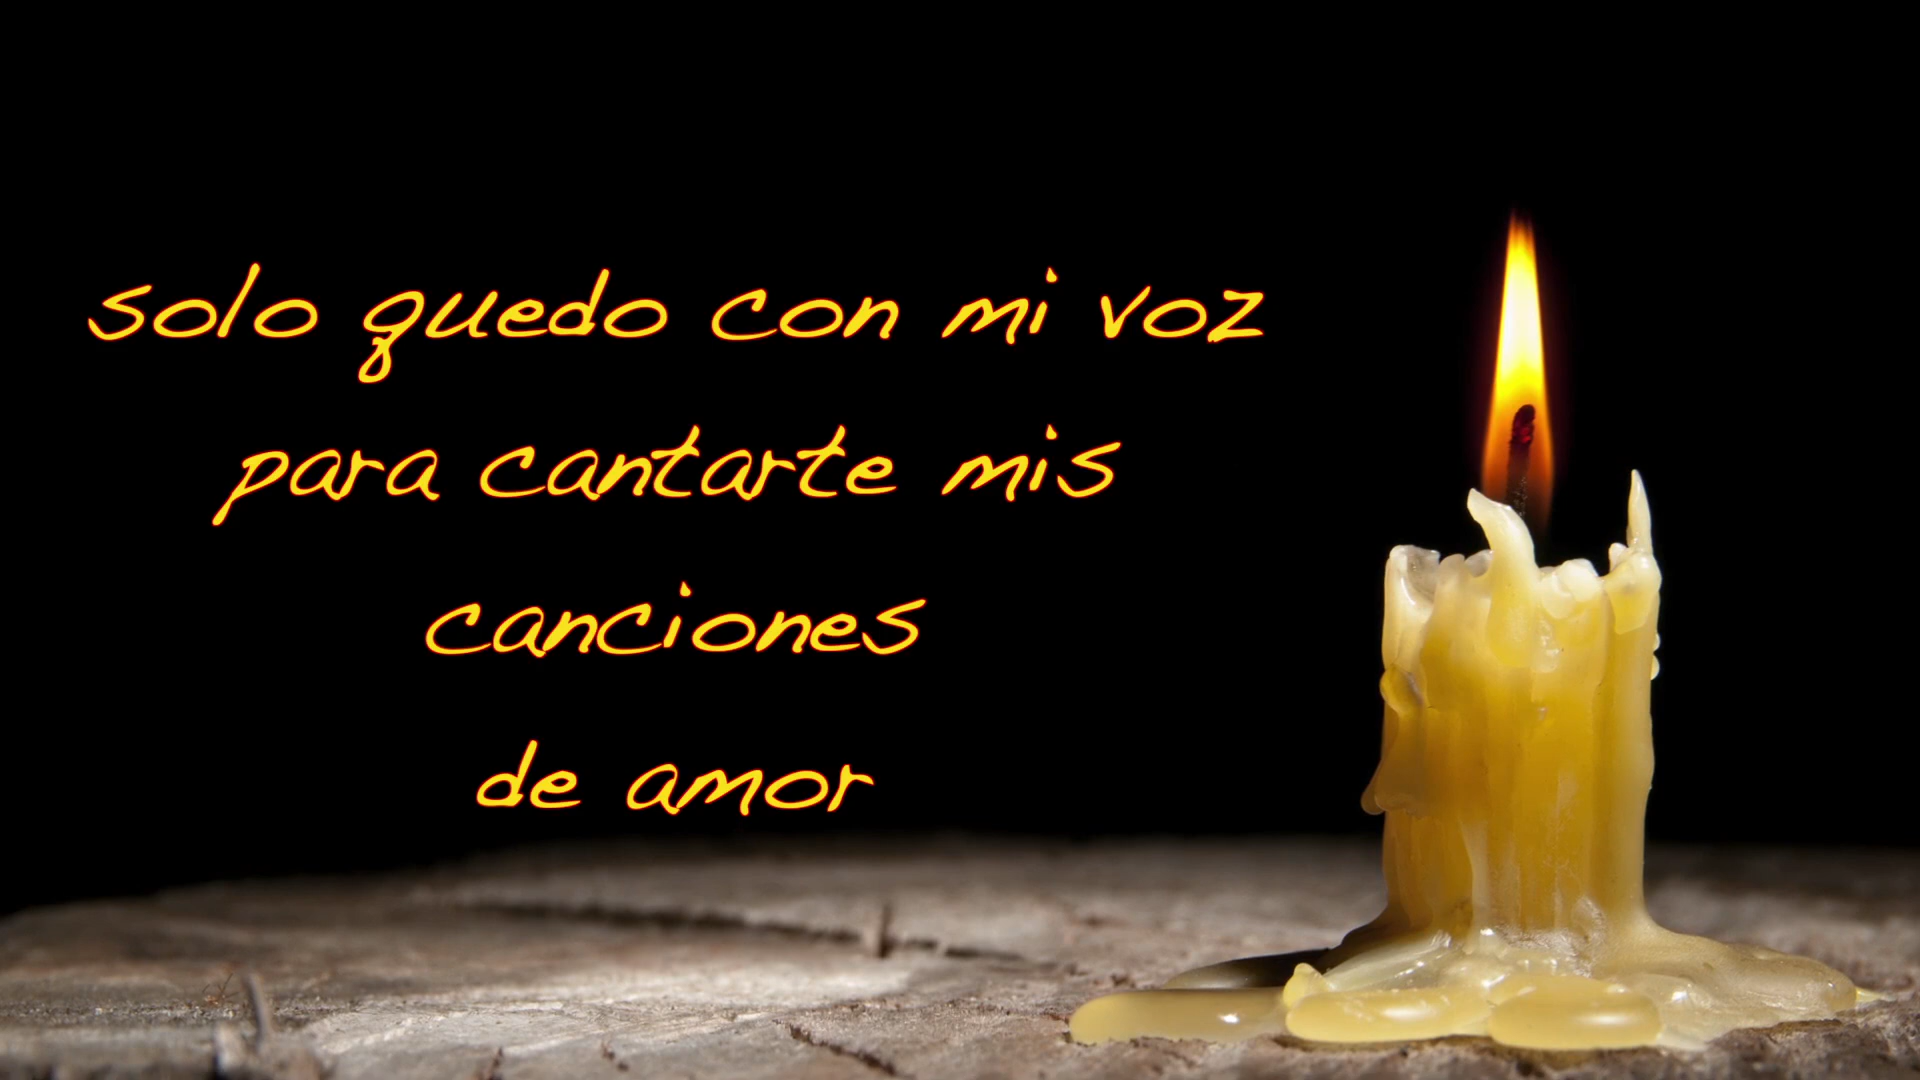 solo quedo con mi voz
para cantarte mis
canciones
de amor